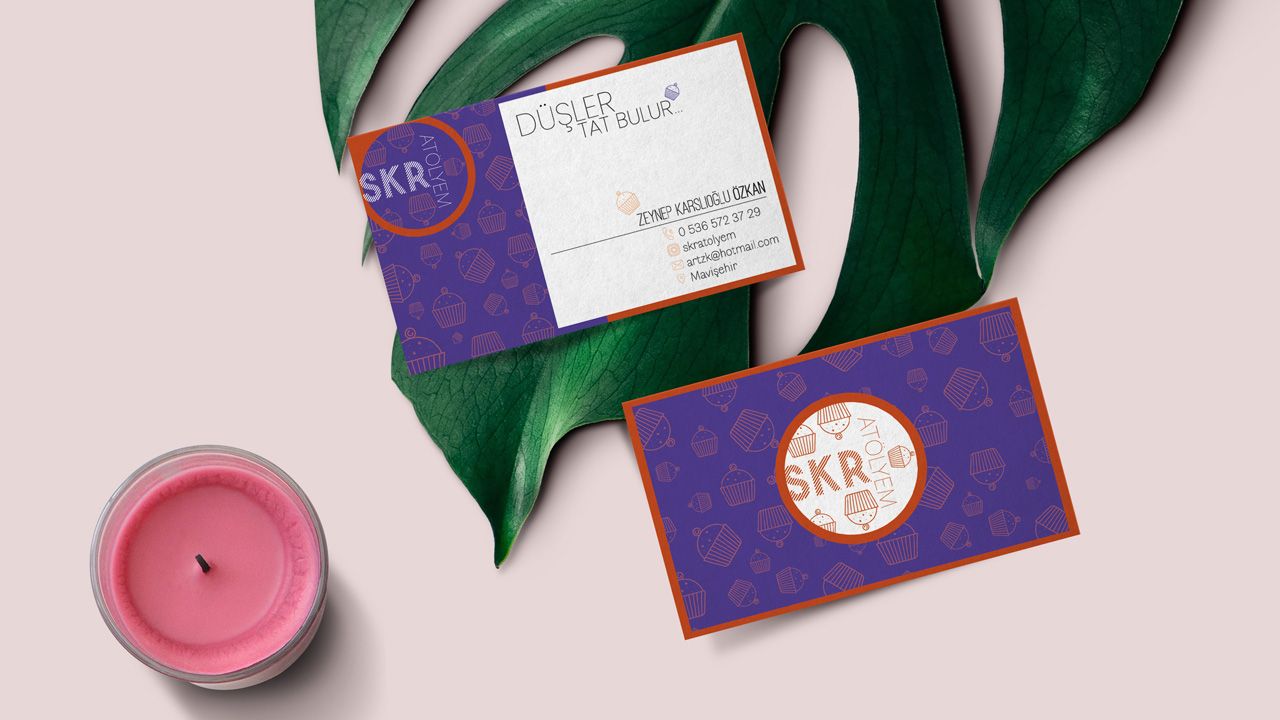 SKR
ATÖLYEM
DÜŞLER
TAT BULUR...
ZEYNEP KARSLIOĞLU ÖZKAN
0 536 572 37 29
skratolyem
artzk@hotmail.com
Mavişehir
SKR
ATÖLYEM